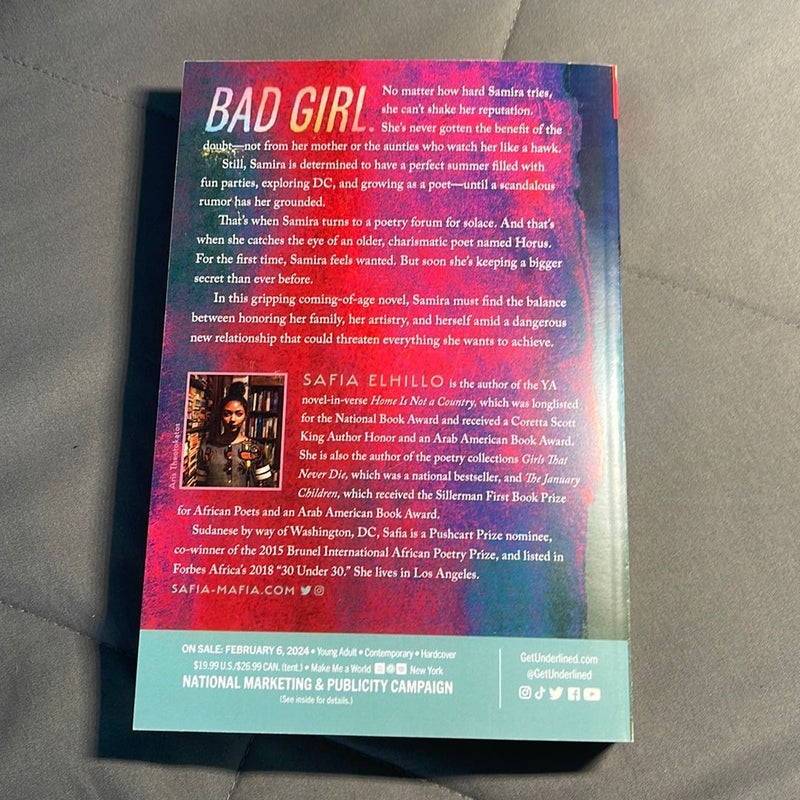 BAD GIRL.
No matter how hard Samira tries,
she can't shake her reputation.
She's never gotten the benefit of the
doubt—not from her mother or the aunties who watch her like a hawk.
Still, Samira is determined to have a perfect summer filled with
fun parties, exploring DC, and growing as a poet—until a scandalous
rumor has her grounded.
That's when Samira turns to a poetry forum for solace. And that's
when she catches the eye of an older, charismatic poet named Horus.
For the first time, Samira feels wanted. But soon she's keeping a bigger
secret than ever before.
In this gripping coming-of-age novel, Samira must find the balance
between honoring her family, her artistry, and herself amid a dangerous
new relationship that could threaten everything she wants to achieve.
Aris Theotokatos
SAFIA ELHILLO is the author of the YA
novel-in-verse Home Is Not a Country, which was longlisted
for the National Book Award and received a Coretta Scott
King Author Honor and an Arab American Book Award.
She is also the author of the poetry collections Girls That
Never Die, which was a national bestseller, and The January
Children, which received the Sillerman First Book Prize
for African Poets and an Arab American Book Award.
Sudanese by way of Washington, DC, Safia is a Pushcart Prize nominee,
co-winner of the 2015 Brunel International African Poetry Prize, and listed in
Forbes Africa's 2018 "30 Under 30." She lives in Los Angeles.
SAFIA-MAFIA.COM
ON SALE: FEBRUARY 6, 2024 • Young Adult • Contemporary • Hardcover
$19.99 U.S./$26.99 CAN. (tent.) • Make Me a World New York
NATIONAL MARKETING & PUBLICITY CAMPAIGN
(See inside for details.)
GetUnderlined.com
@GetUnderlined